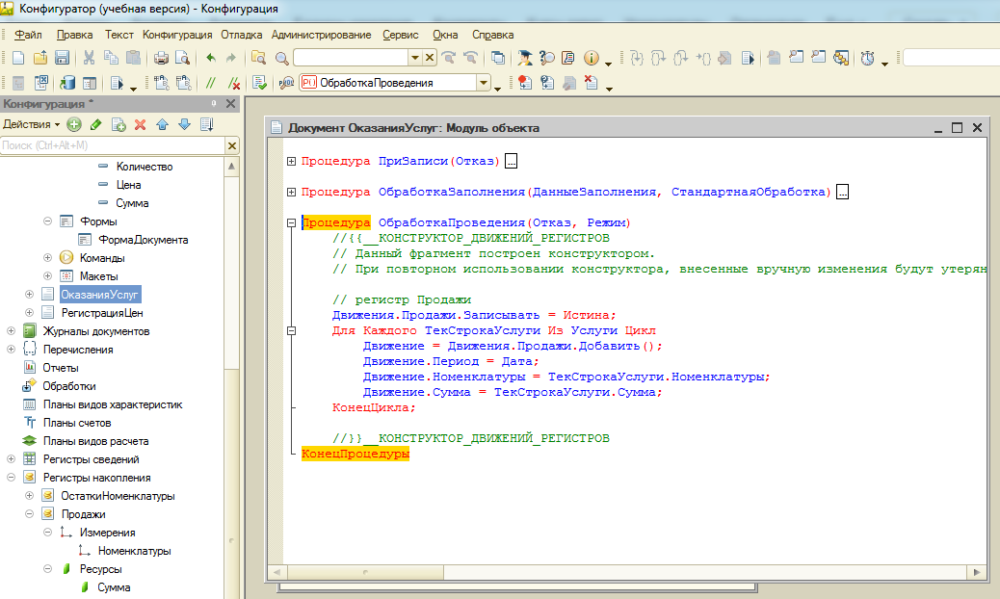 Конфигуратор (учебная версия) - Конфигурация
Файл Правка Текст Конфигурация Отладка Администрирование Сервис Окна Справка
ОбработкаПроведения
Конфигурация *
Действия
Поиск (Ctrl+Alt+M)
Количество
Цена
Сумма
Формы
ФормаДокумента
Команды
Макеты
ОказанияУслуг
РегистрацияЦен
Журналы документов
Перечисления
Отчеты
Обработки
Планы видов характеристик
Планы счетов
Планы видов расчета
Регистры сведений
Регистры накопления
ОстаткиНоменклатуры
Продажи
Измерения
Номенклатуры
Ресурсы
Сумма
Документ ОказанияУслуг: Модуль объекта
Процедура ПриЗаписи(Отказ) ...
Процедура ОбработкаЗаполнения(ДанныеЗаполнения, СтандартнаяОбработка) ...
Процедура ОбработкаПроведения(Отказ, Режим)
//{{__КОНСТРУКТОР_ДВИЖЕНИЙ_РЕГИСТРОВ
// Данный фрагмент построен конструктором.
// При повторном использовании конструктора, внесенные вручную изменения будут утерян
// регистр Продажи
Движения.Продажи.Записывать = Истина;
Для Каждого ТекСтрокаУслуги Из Услуги Цикл
Движение = Движения.Продажи.Добавить();
Движение.Период = Дата;
Движение.Номенклатуры = ТекСтрокаУслуги.Номенклатуры;
Движение.Сумма = ТекСтрокаУслуги.Сумма;
КонецЦикла;
//}}__КОНСТРУКТОР_ДВИЖЕНИЙ_РЕГИСТРОВ
КонецПроцедуры